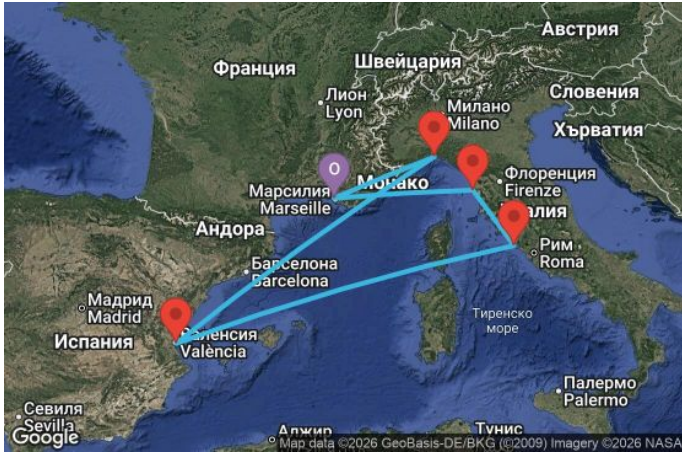 Австрия
Швейцария
Франция
Словения
Лион
Lyon
Милано
Milano
Хърватия
O
Марсилия
Marseille
Монако
Флоренция
Firenze
Андора
Рим
Roma
Барселона
Barcelona
Мадрид
Madrid
Тиренско
море
Испания
Валенсия
València
Палермо
Palermo
Севиля
Sevilla
Google
Алжир
Тунис
Map data ©2026 GeoBasis-DE/BKG (©2009) Imagery ©2026 NASA